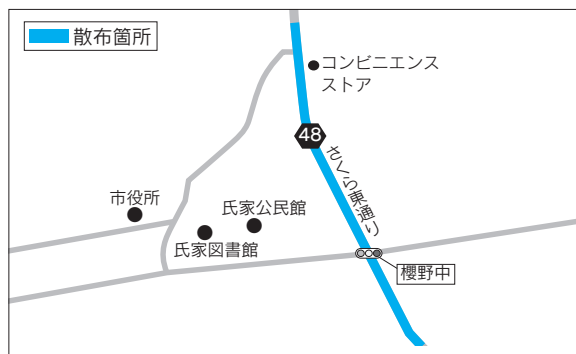 散布箇所
コンビニエンス
ストア
48
さくら東通り
市役所
氏家公民館
氏家図書館
櫻野中